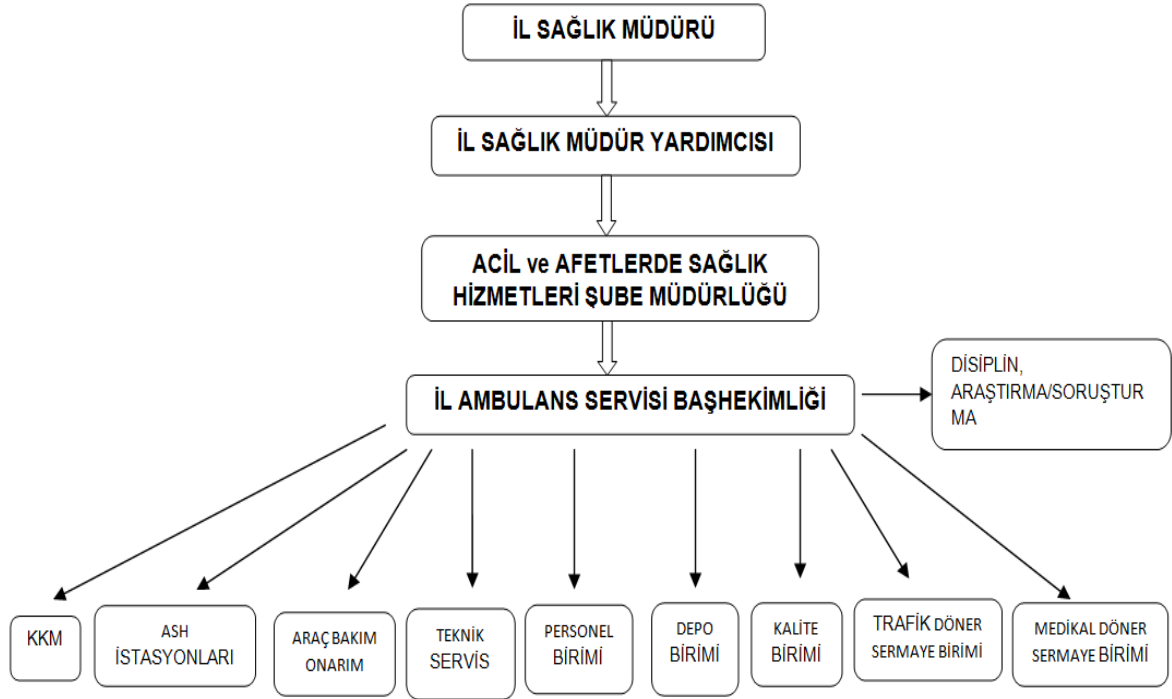 İL SAĞLIK MÜDÜRÜ
İL SAĞLIK MÜDÜR YARDIMCISI
ACİL ve AFETLERDE SAĞLIK
HİZMETLERİ ŞUBE MÜDÜRLÜĞÜ
İL AMBULANS SERVİSİ BAŞHEKİMLİĞİ
DİSİPLİN,
ARAŞTIRMA/SORUŞTUR
MA
KKM
ASH
İSTASYONLARI
ARAÇ BAKIM
ONARIM
TEKNİK
SERVİS
PERSONEL
BİRİMİ
DEPO
BİRİMİ
KALİTE
BİRİMİ
TRAFİK DÖNER
SERMAYE BİRİMİ
MEDİKAL DÖNER
SERMAYE BİRİMİ